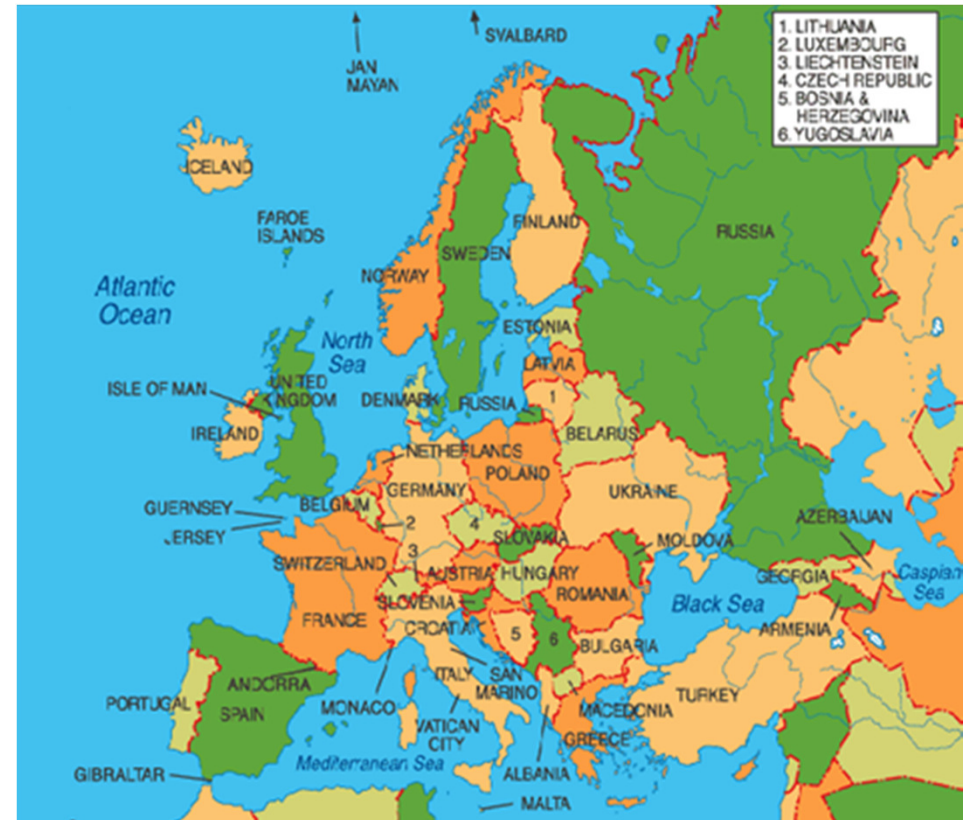 SVALBARD
JAN
MAYAN
1. LITHUANIA
2. LUXEMBOURG
3. LIECHTENSTEIN
4. CZECH REPUBLIC
5. BOSNIA &
HERZEGOVINA
6. YUGOSLAVIA
ICELAND
FAROE
ISLANDS
FINLAND
RUSSIA
SWEDEN
NORWAY
Atlantic
Ocean
North
Sea
ESTONIA
LATVIA
ISLE OF MAN
UNITED
KINGDOM
DENMARK
RUSSIA
1
IRELAND
BELARUS
NETHERLANDS
POLAND
GERMANY
UKRAINE
BELGIUM
GUERNSEY
JERSEY
2
4
SLOVAKIA
MOLDOVA
AZERBAIJAN
3
SWITZERLAND
AUSTRIA
HUNGARY
GEORGIA
Caspian
Sea
ROMANIA
SLOVENIA
Black Sea
FRANCE
CROATIA
5
6
BULGARIA
ARMENIA
ITALY
SAN
MARINO
ANDORRA
TURKEY
PORTUGAL
SPAIN
MONACO
MACEDONIA
VATICAN
CITY
GREECE
Mediterranean Sea
GIBRALTAR
ALBANIA
MALTA